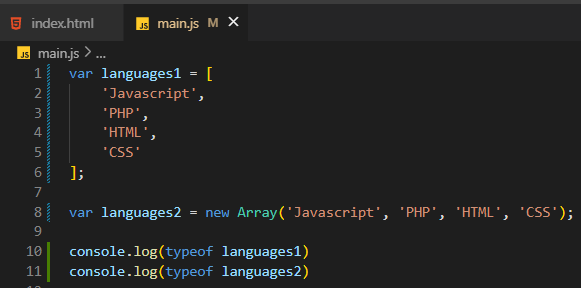 index.html JS main.js M ×
JS main.js > ...
1 var languages1 = [
2 'Javascript',
3 'PHP',
4 'HTML',
5 'CSS'
6 ];
7
8 var languages2 = new Array('Javascript', 'PHP', 'HTML', 'CSS');
9
10 console.log(typeof languages1)
11 console.log(typeof languages2)